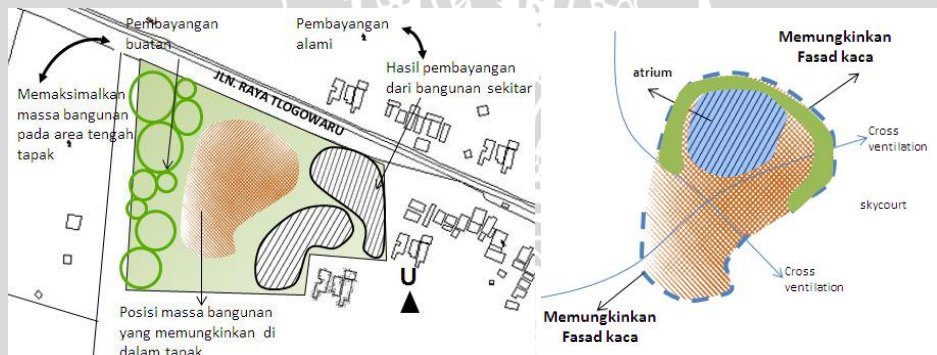 Pembayangan
buatan
Pembayangan
alami
Memaksimalkan
massa bangunan
pada area tengah
tapak
JLN. RAYA TLOGOWARU
Hasil pembayangan
dari bangunan sekitar
U
Posisi massa bangunan
yang memungkinkan di
dalam tapak
Memungkinkan
Fasad kaca
atrium
Cross
ventilation
skycourt
Cross
ventilation
Memungkinkan
Fasad kaca